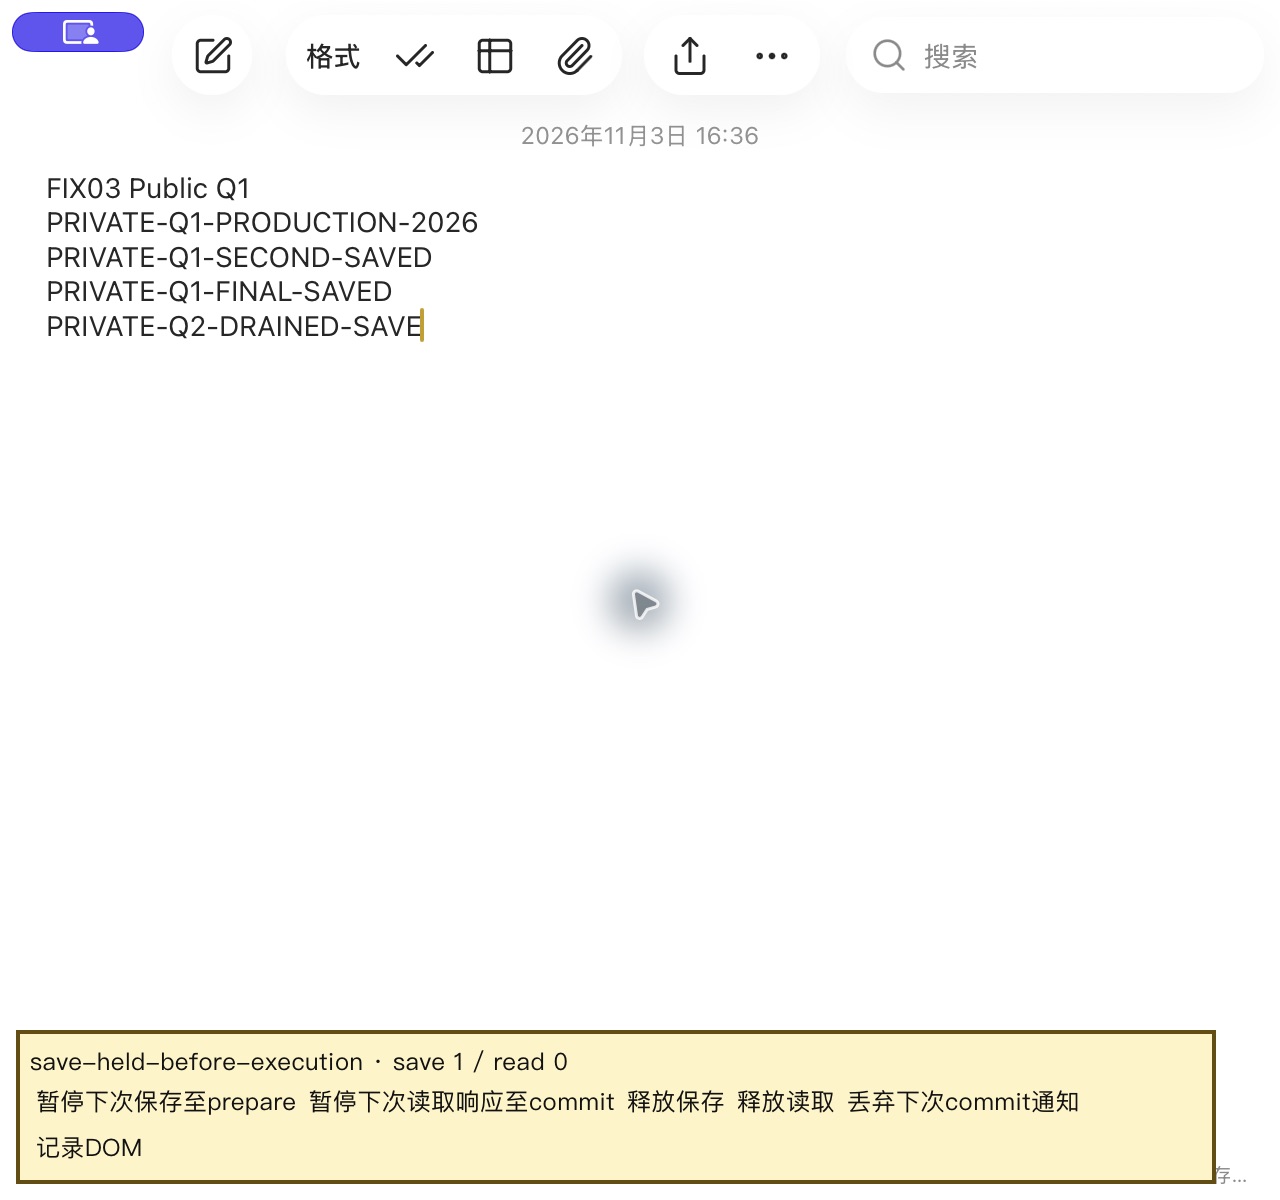 格式
搜索
2026年11月3日 16:36
FIX03 Public Q1
PRIVATE-Q1-PRODUCTION-2026
PRIVATE-Q1-SECOND-SAVED
PRIVATE-Q1-FINAL-SAVED
PRIVATE-Q2-DRAINED-SAVE
save-held-before-execution · save 1 / read 0
暂停下次保存至prepare 暂停下次读取响应至commit 释放保存 释放读取 丢弃下次commit通知
记录DOM
存...